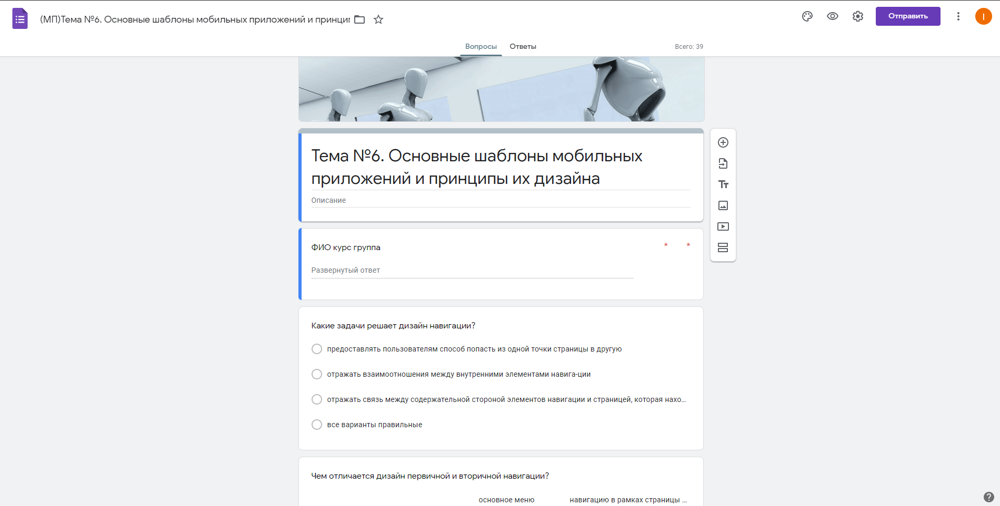 (МП)Тема №6. Основные шаблоны мобильных приложений и принцип
Отправить
I
Вопросы
Ответы
Всего: 39
Тема №6. Основные шаблоны мобильных
приложений и принципы их дизайна
Описание
ФИО курс группа
* *
Развернутый ответ
Какие задачи решает дизайн навигации?
предоставлять пользователям способ попасть из одной точки страницы в другую
отражать взаимоотношения между внутренними элементами навига-ции
отражать связь между содержательной стороной элементов навигации и страницей, которая нахо...
все варианты правильные
Чем отличается дизайн первичной и вторичной навигации?
основное меню
навигацию в рамках страницы ...